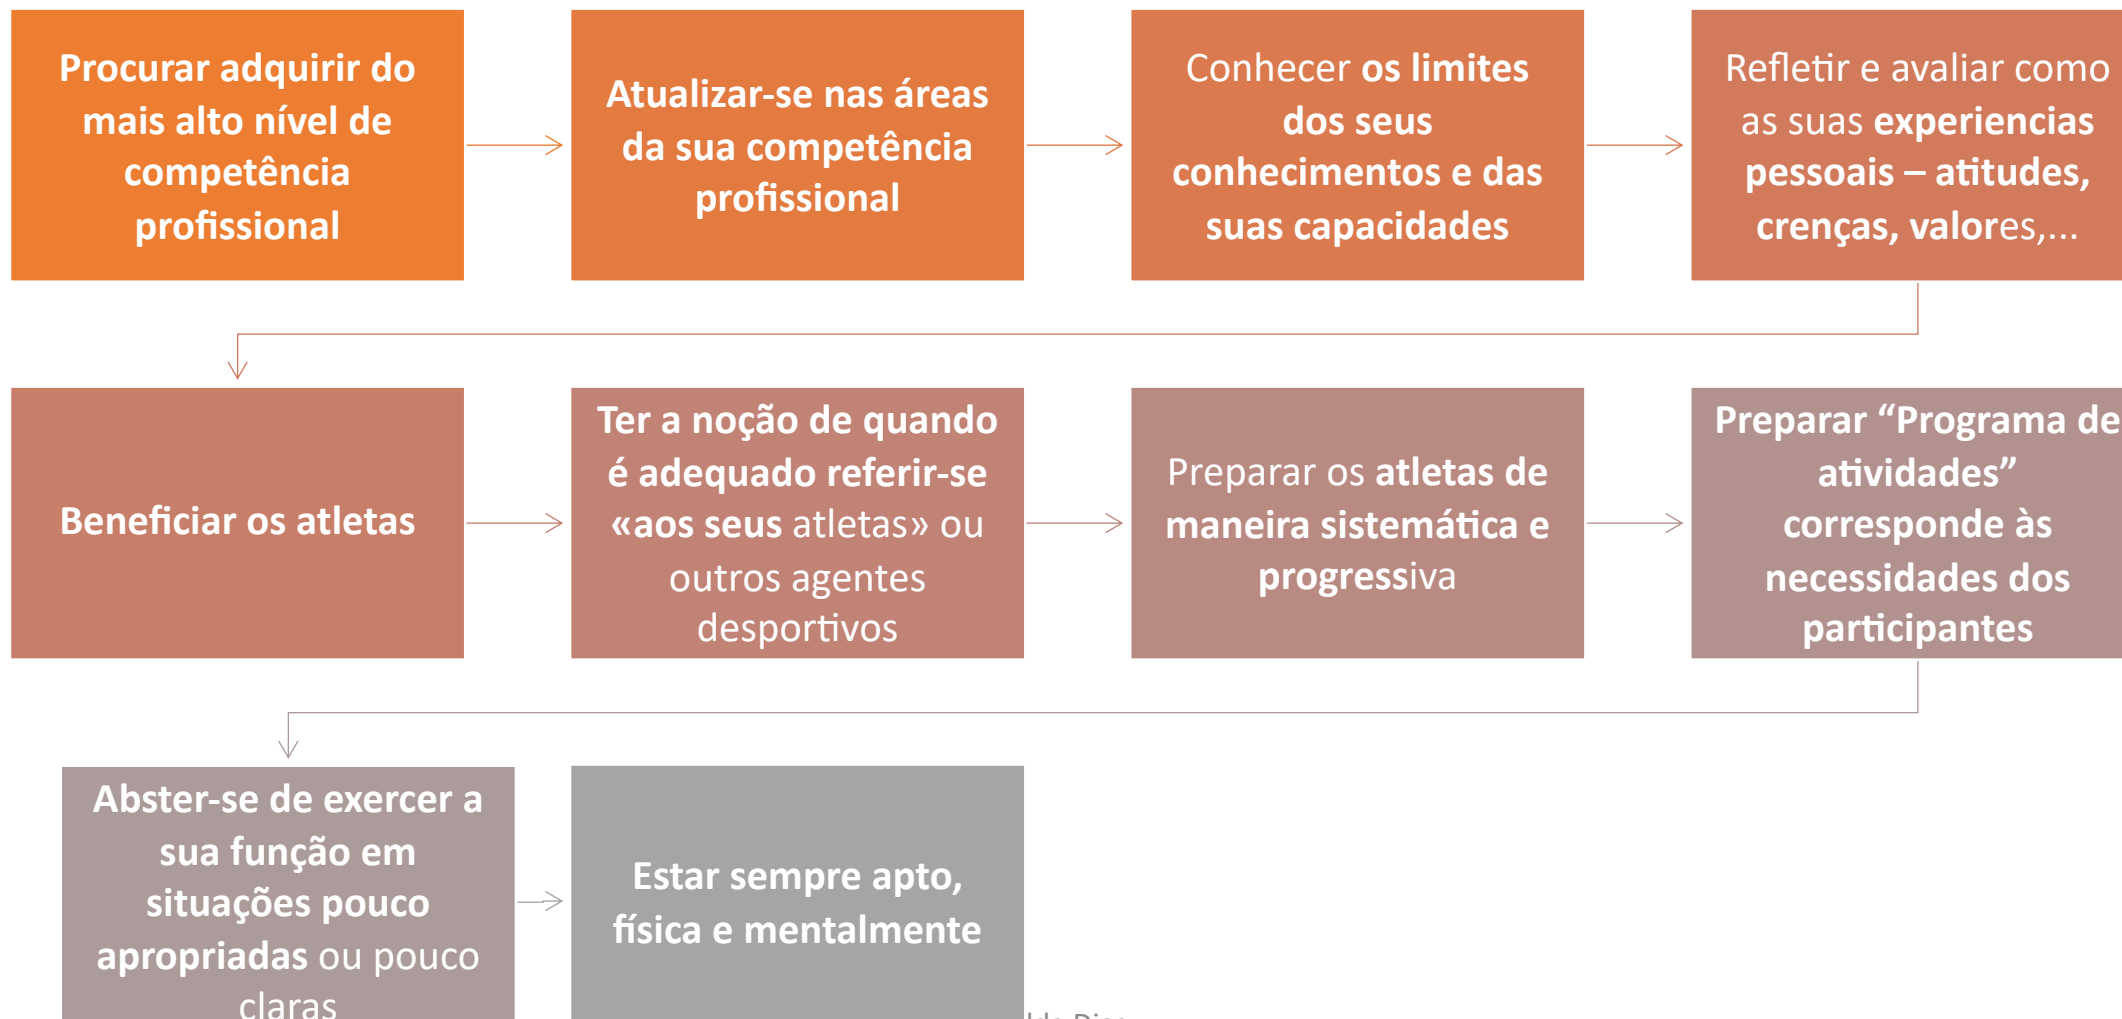 Procurar adquirir do
mais alto nível de
competência
profissional
Atualizar-se nas áreas
da sua competência
profissional
Conhecer os limites
dos seus
conhecimentos e das
suas capacidades
Refletir e avaliar como
as suas experiencias
pessoais – atitudes,
crenças, valores,...
Beneficiar os atletas
Ter a noção de quando
é adequado referir-se
«aos seus atletas» ou
outros agentes
desportivos
Preparar os atletas de
maneira sistemática e
progressiva
Preparar “Programa de
atividades”
corresponde às
necessidades dos
participantes
Abster-se de exercer a
sua função em
situações pouco
apropriadas ou pouco
claras
Estar sempre apto,
física e mentalmente